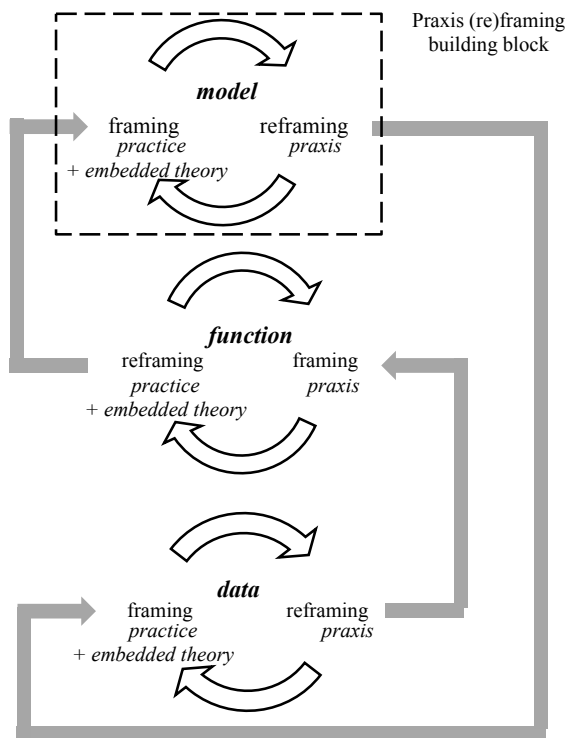 Praxis (re)framing
building block
model
framing reframing
practice praxis
+ embedded theory
function
reframing framing
practice praxis
+ embedded theory
data
framing reframing
practice praxis
+ embedded theory